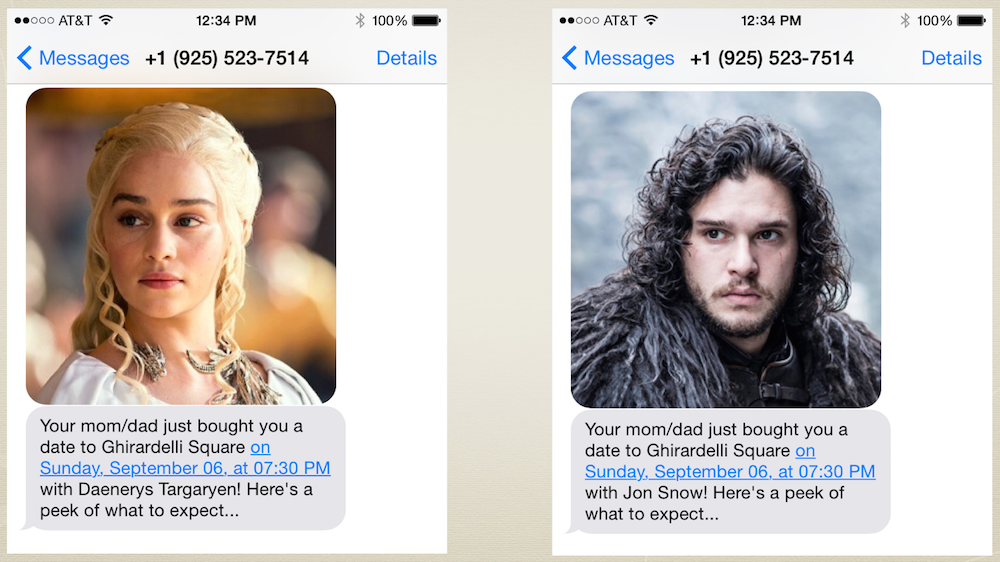 AT&T 12:34 PM 100%
Messages +1 (925) 523-7514 Details
Your mom/dad just bought you a
date to Ghirardelli Square on
Sunday, September 06, at 07:30 PM
with Daenerys Targaryen! Here's a
peek of what to expect...
AT&T 12:34 PM 100%
Messages +1 (925) 523-7514 Details
Your mom/dad just bought you a
date to Ghirardelli Square on
Sunday, September 06, at 07:30 PM
with Jon Snow! Here's a peek of
what to expect...